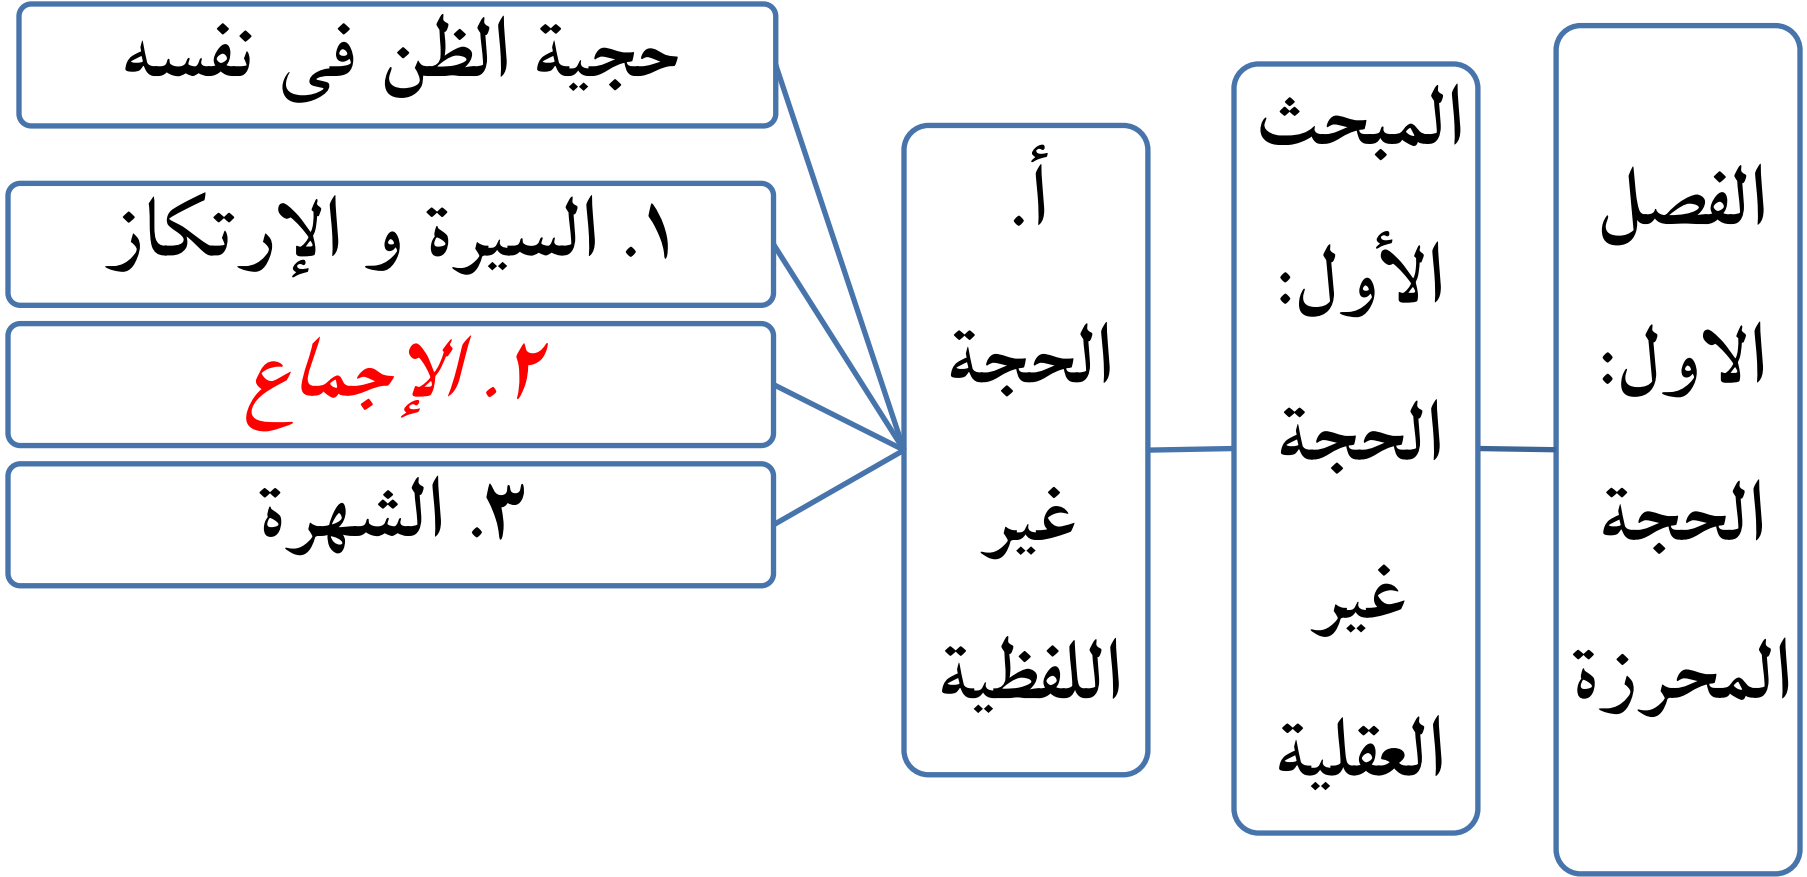 الفصل
الاول:
الحجة
المحرزة
المبحث
الأول:
الحجة
غير
العقلية
أ.
الحجة
غير
اللفظية
حجية الظن فى نفسه
١. السيرة و الإرتكاز
٢. الإجماع
٣. الشهرة